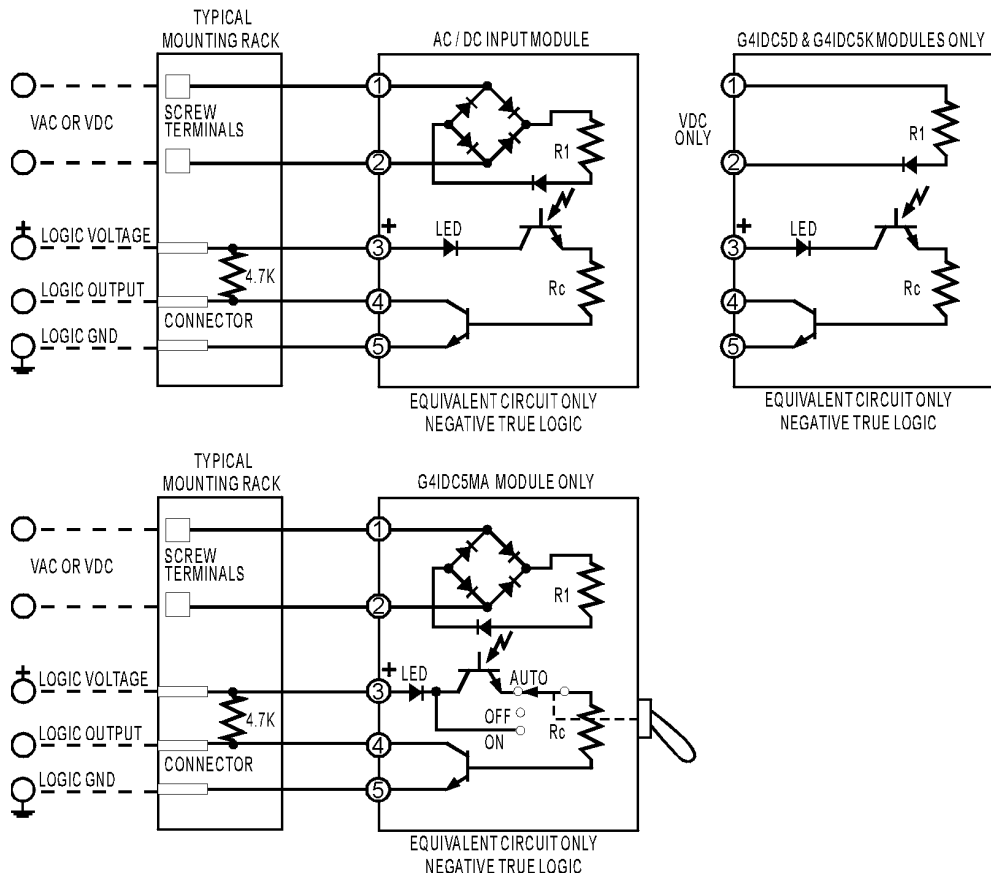 TYPICAL
MOUNTING RACK
AC / DC INPUT MODULE
G4IDC5D & G4IDC5K MODULES ONLY
VAC OR VDC
SCREW
TERMINALS
1
2
R1
+
LOGIC VOLTAGE
3
+
LED
4.7K
LOGIC OUTPUT
4
Rc
CONNECTOR
LOGIC GND
5
EQUIVALENT CIRCUIT ONLY
NEGATIVE TRUE LOGIC
1
VDC
ONLY
R1
2
+
LED
3
Rc
4
5
EQUIVALENT CIRCUIT ONLY
NEGATIVE TRUE LOGIC
TYPICAL
MOUNTING RACK
G4IDC5MA MODULE ONLY
VAC OR VDC
SCREW
TERMINALS
1
2
R1
+
LOGIC VOLTAGE
3
+
LED
AUTO
OFF
ON
4.7K
Rc
LOGIC OUTPUT
4
CONNECTOR
LOGIC GND
5
EQUIVALENT CIRCUIT ONLY
NEGATIVE TRUE LOGIC